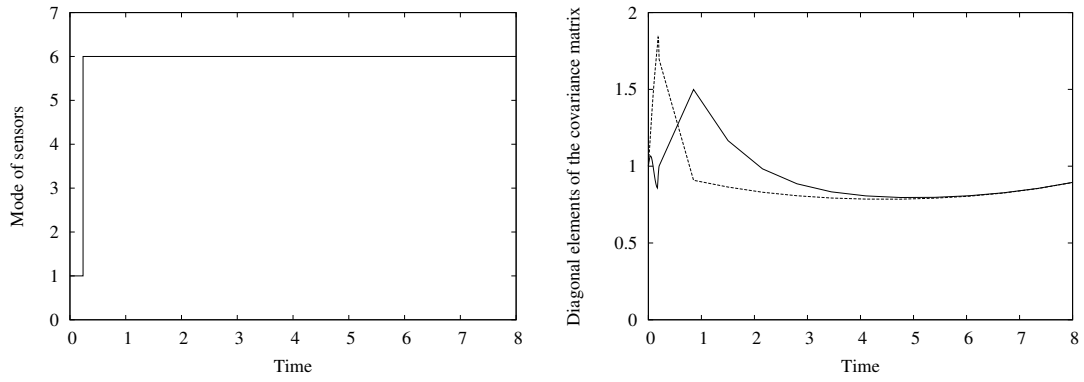 Mode of sensors
7
6
5
4
3
2
1
0
0 1 2 3 4 5 6 7 8
Time
Diagonal elements of the covariance matrix
2
1.5
1
0.5
0
0 1 2 3 4 5 6 7 8
Time